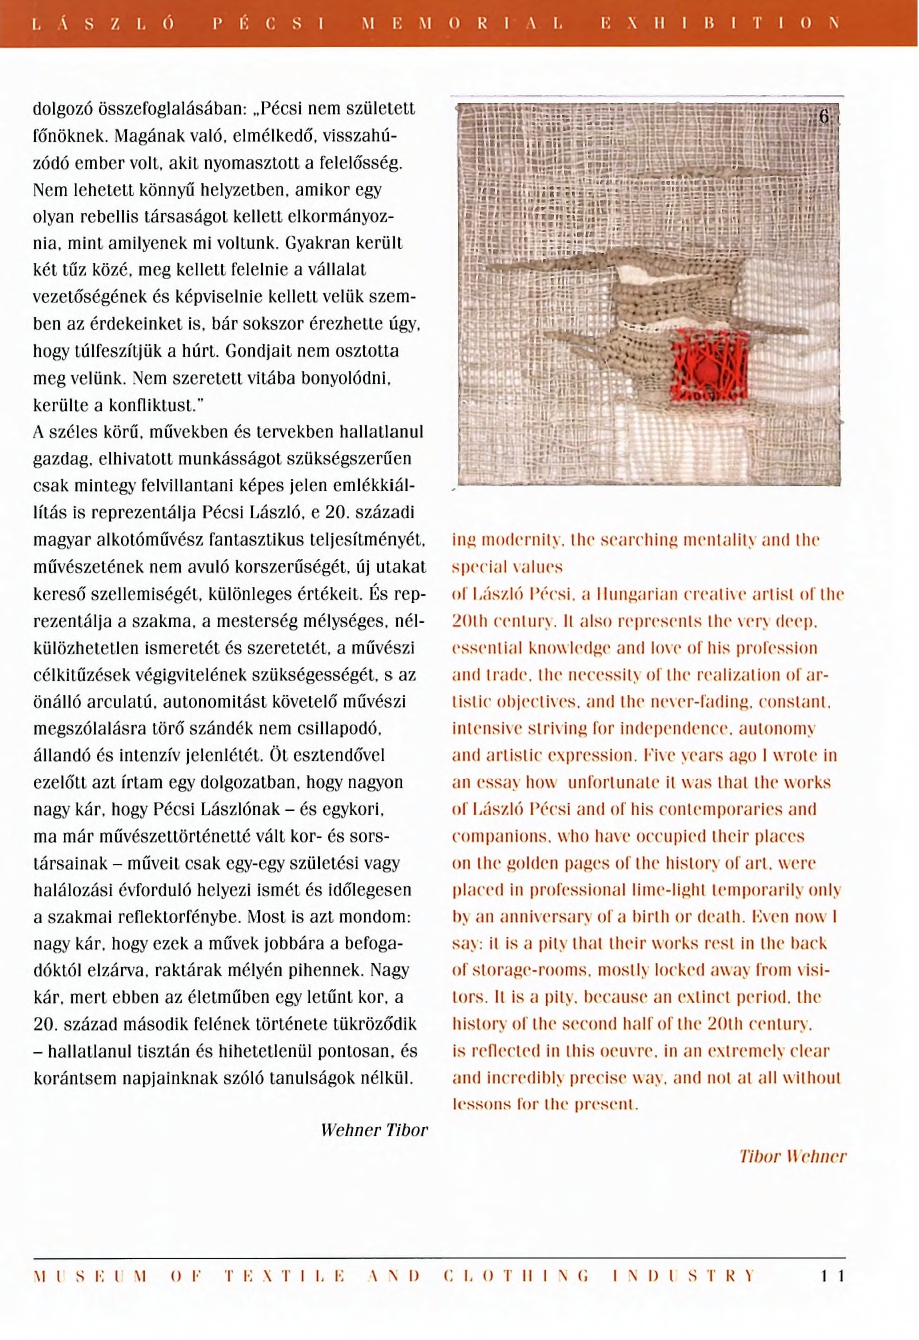 LÁSZLÓ PÉCSI MEMORIAL EXHIBITION
dolgozó összefoglalásában: „Pécsi nem született
főnöknek. Magának való, elmélkedő, visszahú-
zódó ember volt, akit nyomasztott a felelősség.
Nem lehetett könnyű helyzetben, amikor egy
olyan rebellis társaságot kellett elkormányoz-
nia, mint amilyenek mi voltunk. Gyakran került
két tűz közé, meg kellett felelnie a vállalat
vezetőségének és képviselnie kellett velük szem-
ben az érdekeinket is, bár sokszor érezhette úgy,
hogy túlfeszítjük a húrt. Gondjait nem osztotta
meg velünk. Nem szeretett vitába bonyolódni,
kerülte a konfliktust."
A széles körű, művekben és tervekben hallatlanul
gazdag, elhivatott munkásságot szükségszerűen
csak mintegy felvillantani képes jelen emlékkiál-
lítás is reprezentálja Pécsi László, e 20. századi
magyar alkotóművész fantasztikus teljesítményét,
művészetének nem avuló korszerűségét, új utakat
kereső szellemiségét, különleges értékeit. És rep-
rezentálja a szakma, a mesterség mélységes, nél-
külözhetetlen ismeretét és szeretetét, a művészi
célkitűzések végigvitelének szükségességét, s az
önálló arculatú, autonomitást követelő művészi
megszólalásra törő szándék nem csillapodó,
állandó és intenzív jelenlétét. Öt esztendővel
ezelőtt azt írtam egy dolgozatban, hogy nagyon
nagy kár, hogy Pécsi Lászlónak – és egykori,
ma már művészettörténetté vált kor- és sors-
társainak – műveit csak egy-egy születési vagy
halálozási évforduló helyezi ismét és időlegesen
a szakmai reflektorfénybe. Most is azt mondom:
nagy kár, hogy ezek a művek jobbára a befoga-
dóktól elzárva, raktárak mélyén pihennek. Nagy
kár, mert ebben az életműben egy letűnt kor, a
20. század második felének története tükröződik
– hallatlanul tisztán és hihetetlenül pontosan, és
korántsem napjainknak szóló tanulságok nélkül.
Wehner Tibor
6
ing modernity, the searching mentality and the
special values
of László Pécsi, a Hungarian creative artist of the
20th century. It also represents the very deep,
essential knowledge and love of his profession
and trade, the necessity of the realization of ar-
tistic objectives, and the never-fading, constant,
intensive striving for independence, autonomy
and artistic expression. Five years ago I wrote in
an essay how unfortunate it was that the works
of László Pécsi and of his contemporaries and
companions, who have occupied their places
on the golden pages of the history of art, were
placed in professional lime-light temporarily only
by an anniversary of a birth or death. Even now I
say: it is a pity that their works rest in the back
of storage-rooms, mostly locked away from visi-
tors. It is a pity, because an extinct period, the
history of the second half of the 20th century,
is reflected in this oeuvre, in an extremely clear
and incredibly precise way, and not at all without
lessons for the present.
Tibor Wehner
MUSEUM OF TEXTILE AND CLOTHING INDUSTRY 11